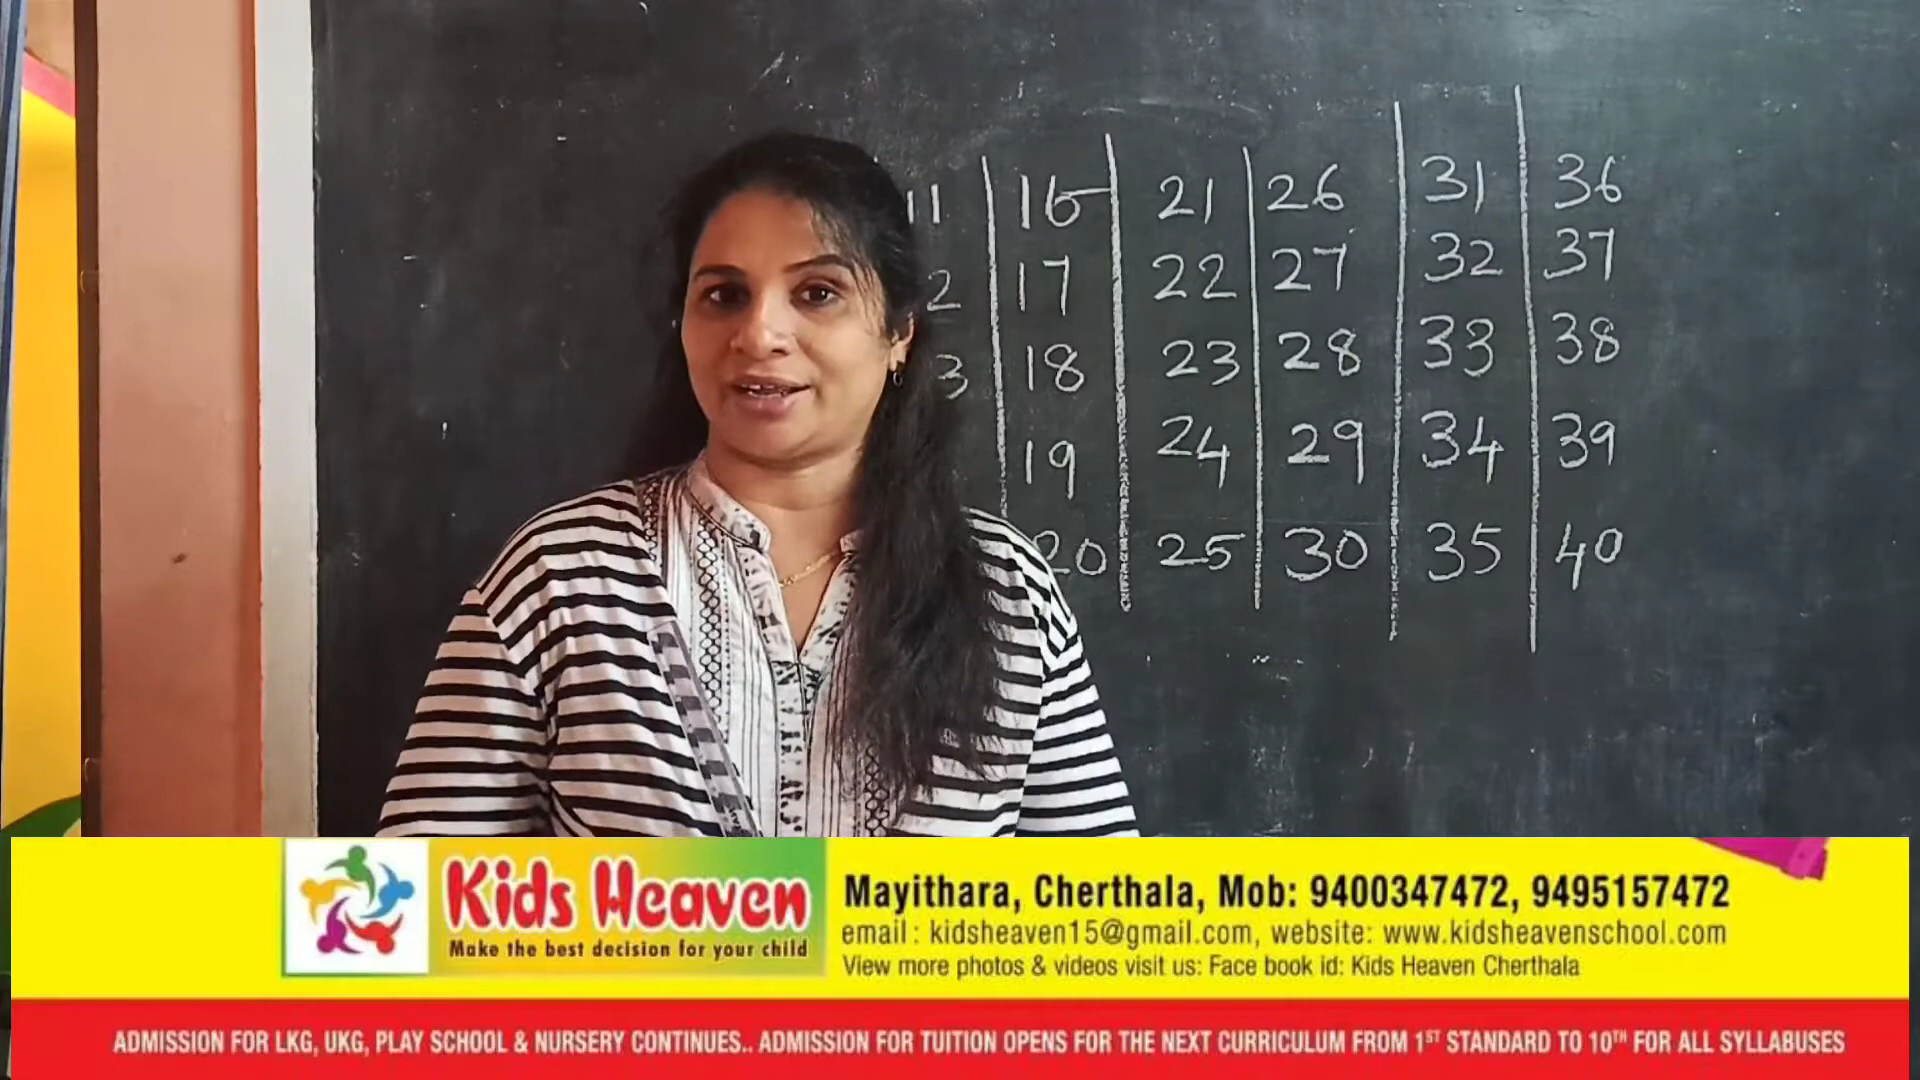 11 16 21 26 31 36
2 17 22 27 32 37
3 18 23 28 33 38
19 24 29 34 39
20 25 30 35 40
Kids Heaven
Make the best decision for your child
Mayithara, Cherthala, Mob: 9400347472, 9495157472
email : kidsheaven15@gmail.com, website: www.kidsheavenschool.com
View more photos & videos visit us: Face book id: Kids Heaven Cherthala
ADMISSION FOR LKG, UKG, PLAY SCHOOL & NURSERY CONTINUES.. ADMISSION FOR TUITION OPENS FOR THE NEXT CURRICULUM FROM 1ST STANDARD TO 10TH FOR ALL SYLLABUSES